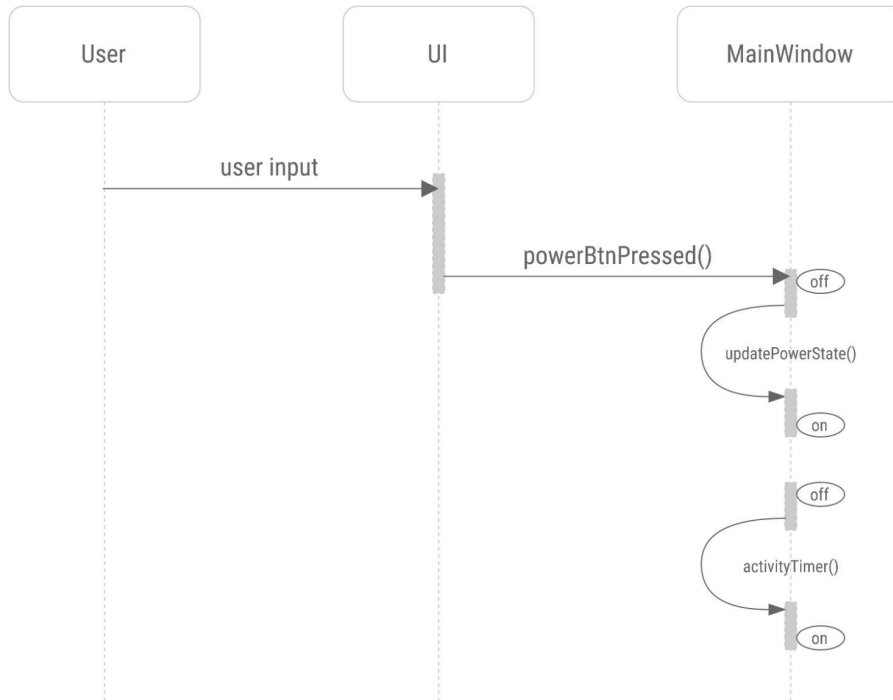 User
UI
MainWindow
user input
powerBtnPressed()
off
updatePowerState()
on
off
activityTimer()
on